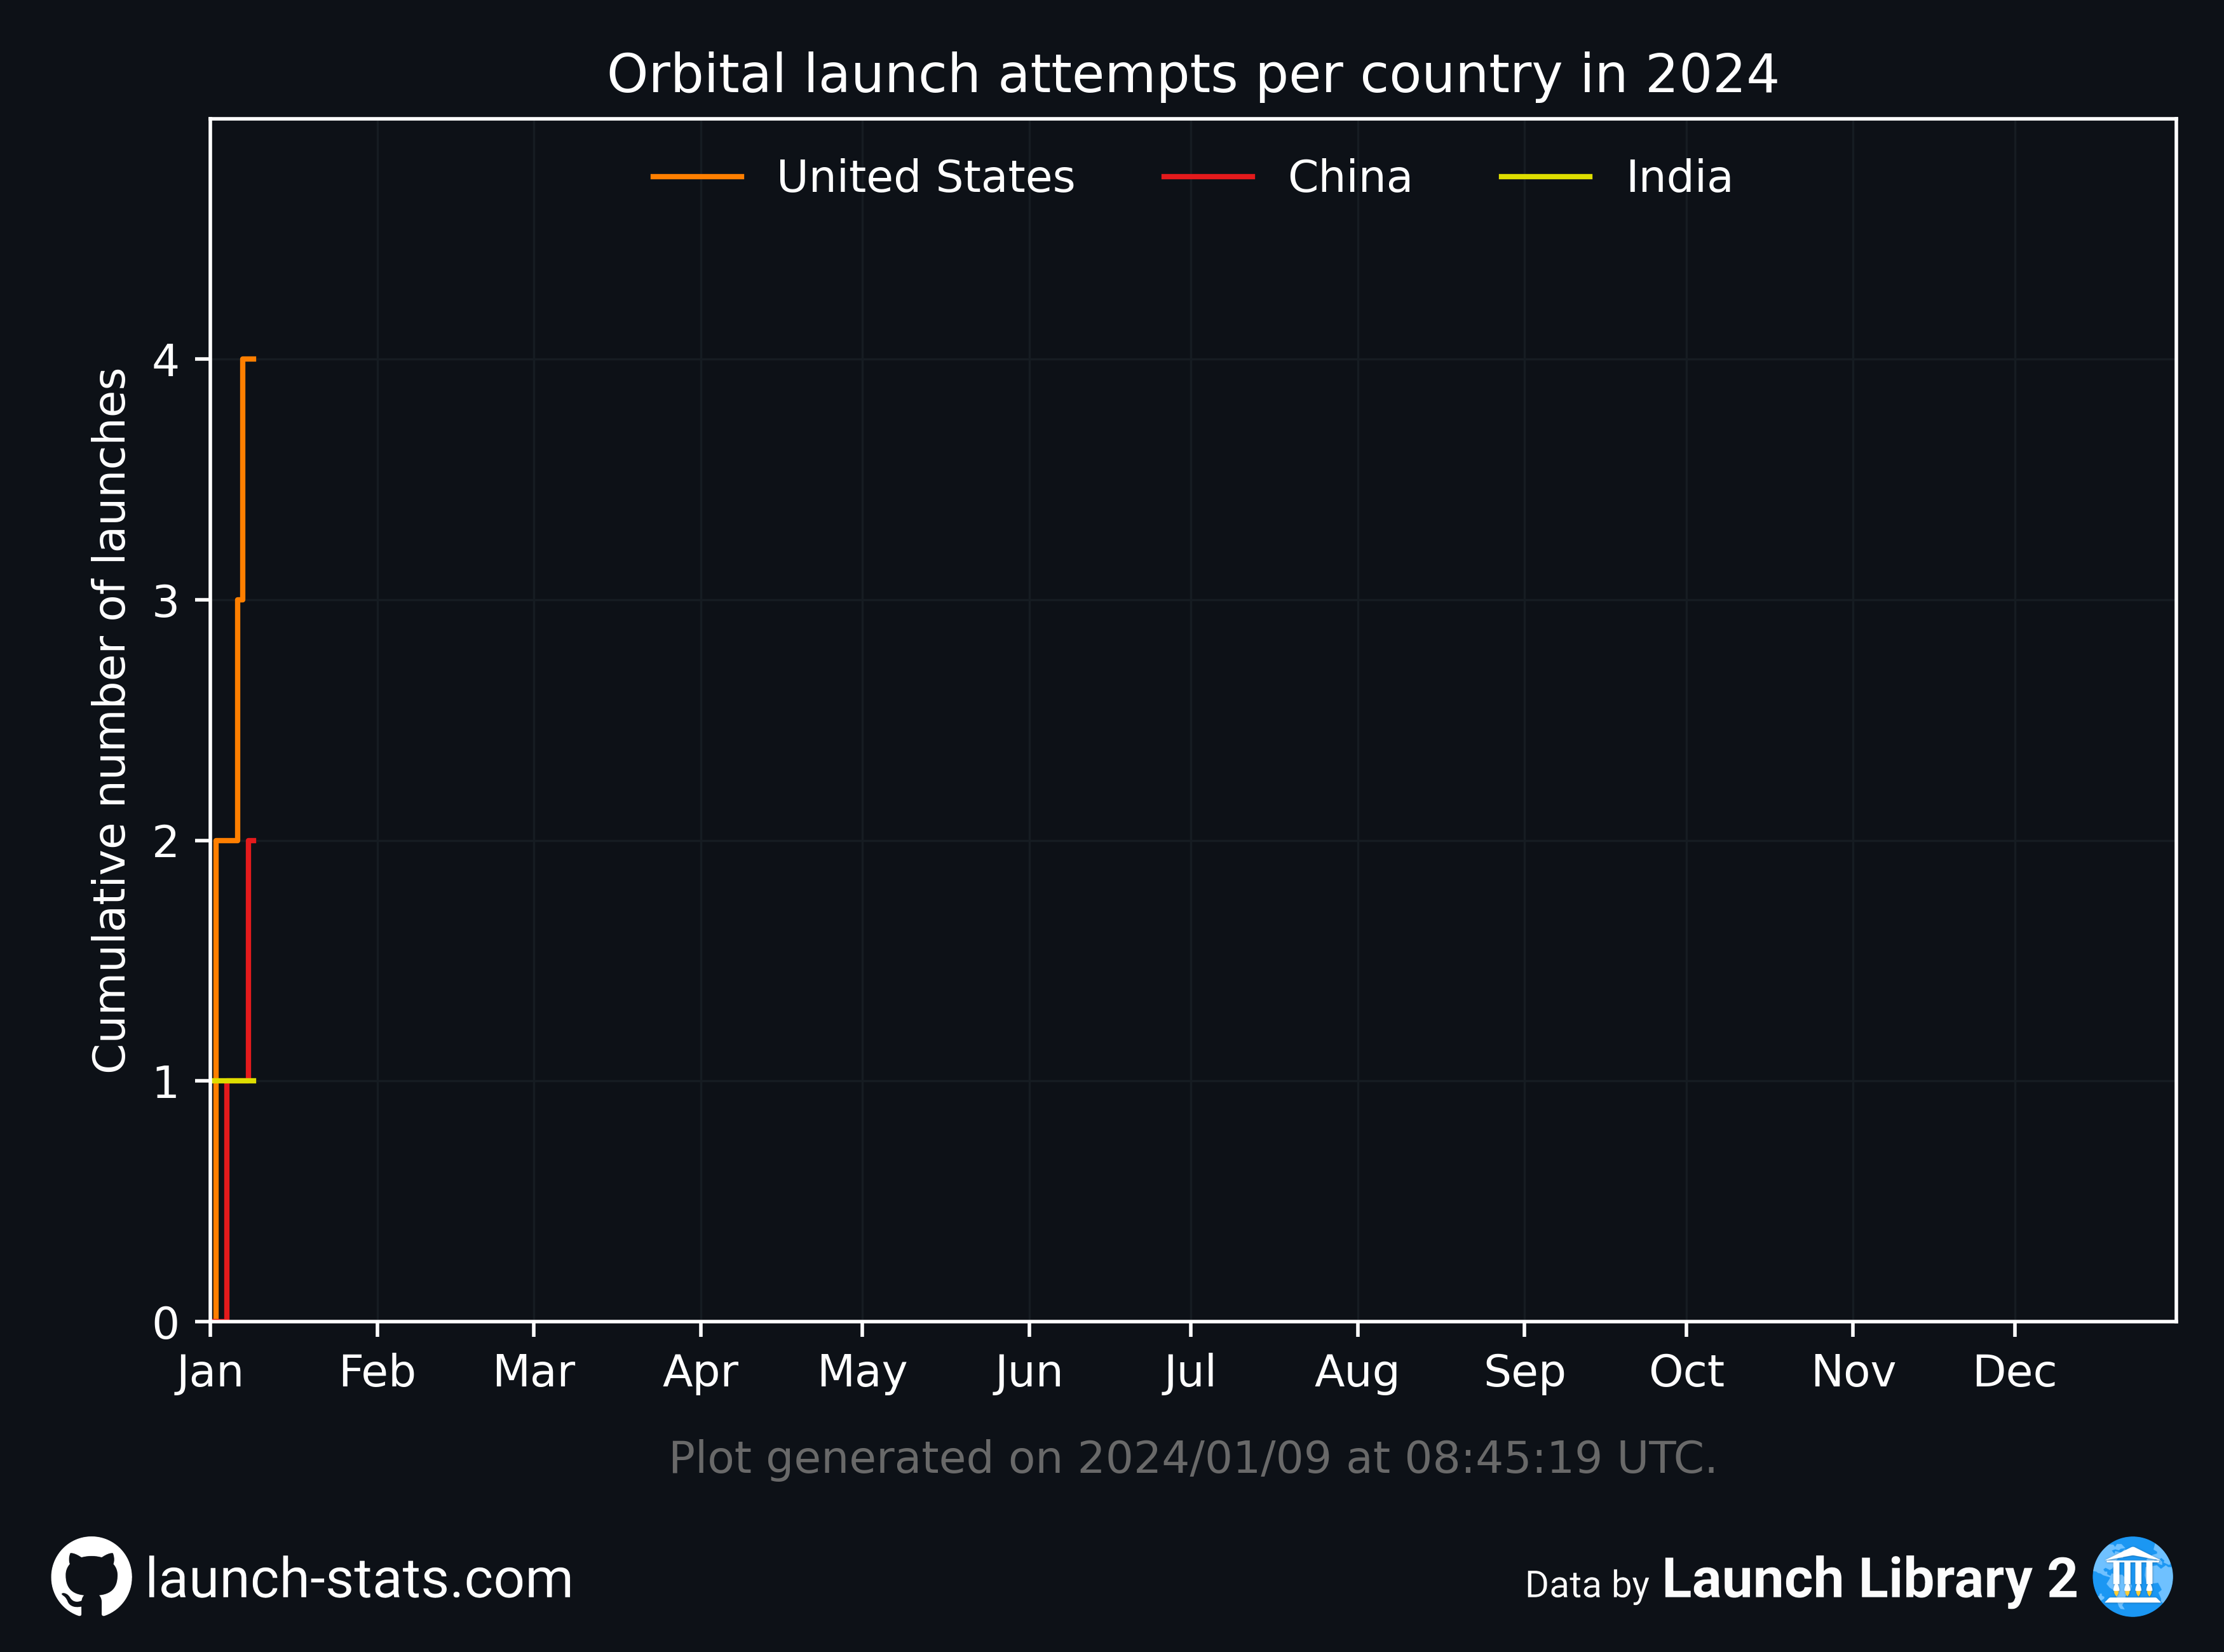 Orbital launch attempts per country in 2024
United States China India
Cumulative number of launches
4
3
2
1
0
Jan Feb Mar Apr May Jun Jul Aug Sep Oct Nov Dec
Plot generated on 2024/01/09 at 08:45:19 UTC.
launch-stats.com
Data by Launch Library 2